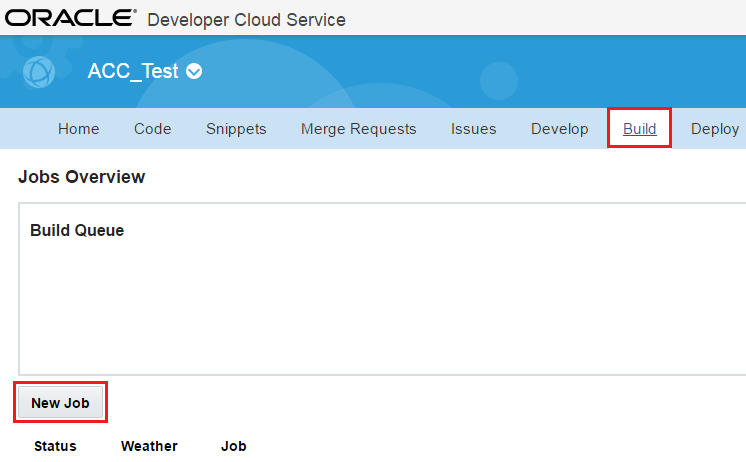 ORACLE® Developer Cloud Service
ACC_Test
Home Code Snippets Merge Requests Issues Develop Build Deploy
Jobs Overview
Build Queue
New Job
Status Weather Job